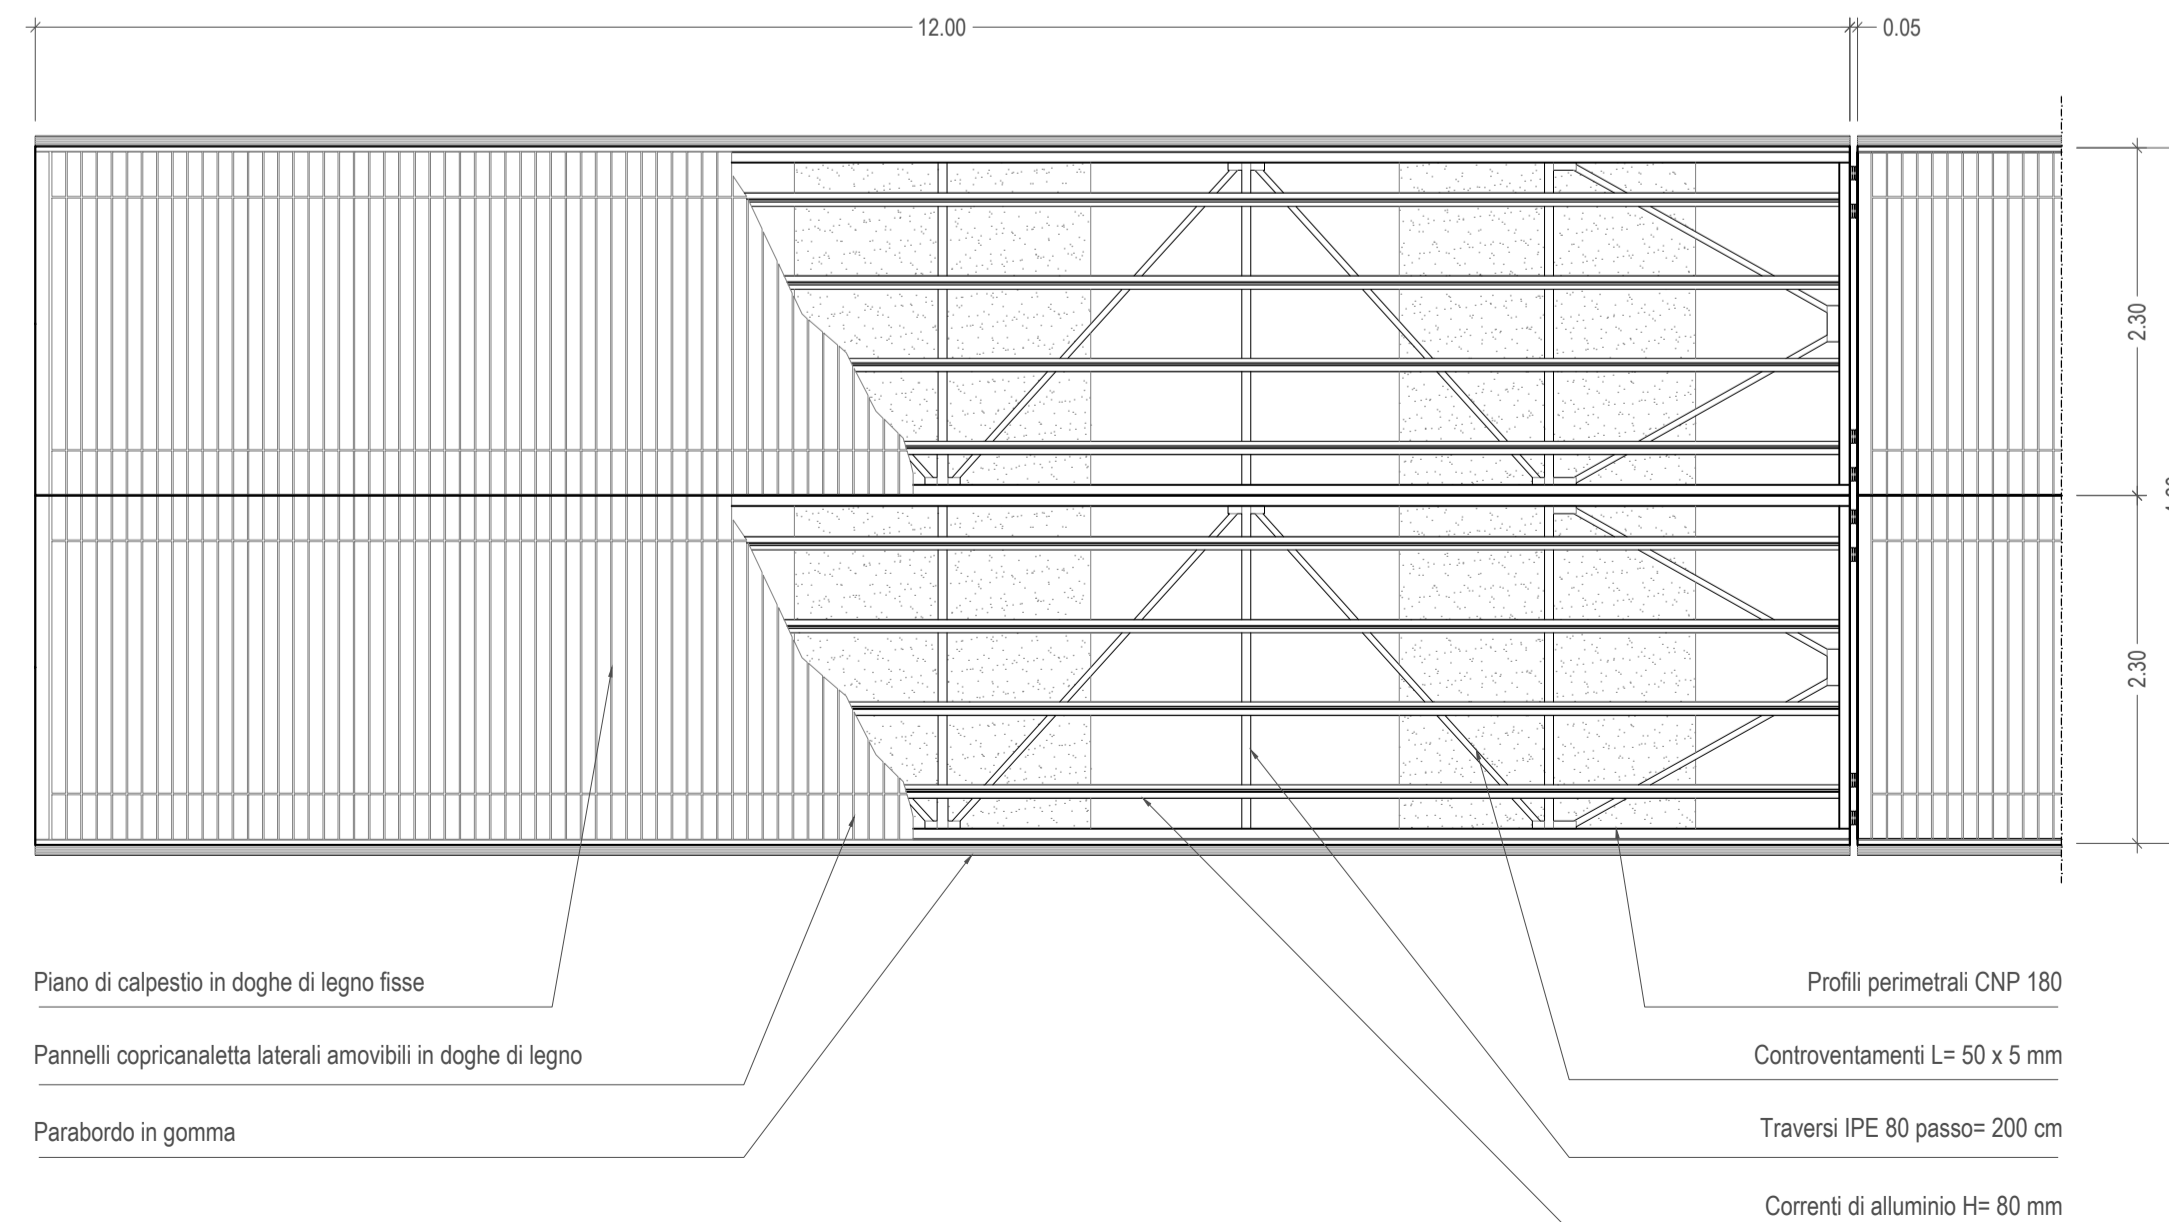 12.00
0.05
2.30
2.30
Piano di calpestio in doghe di legno fisse
Pannelli copricanaletta laterali amovibili in doghe di legno
Parabordo in gomma
Profili perimetrali CNP 180
Controventamenti L= 50 x 5 mm
Traversi IPE 80 passo= 200 cm
Correnti di alluminio H= 80 mm